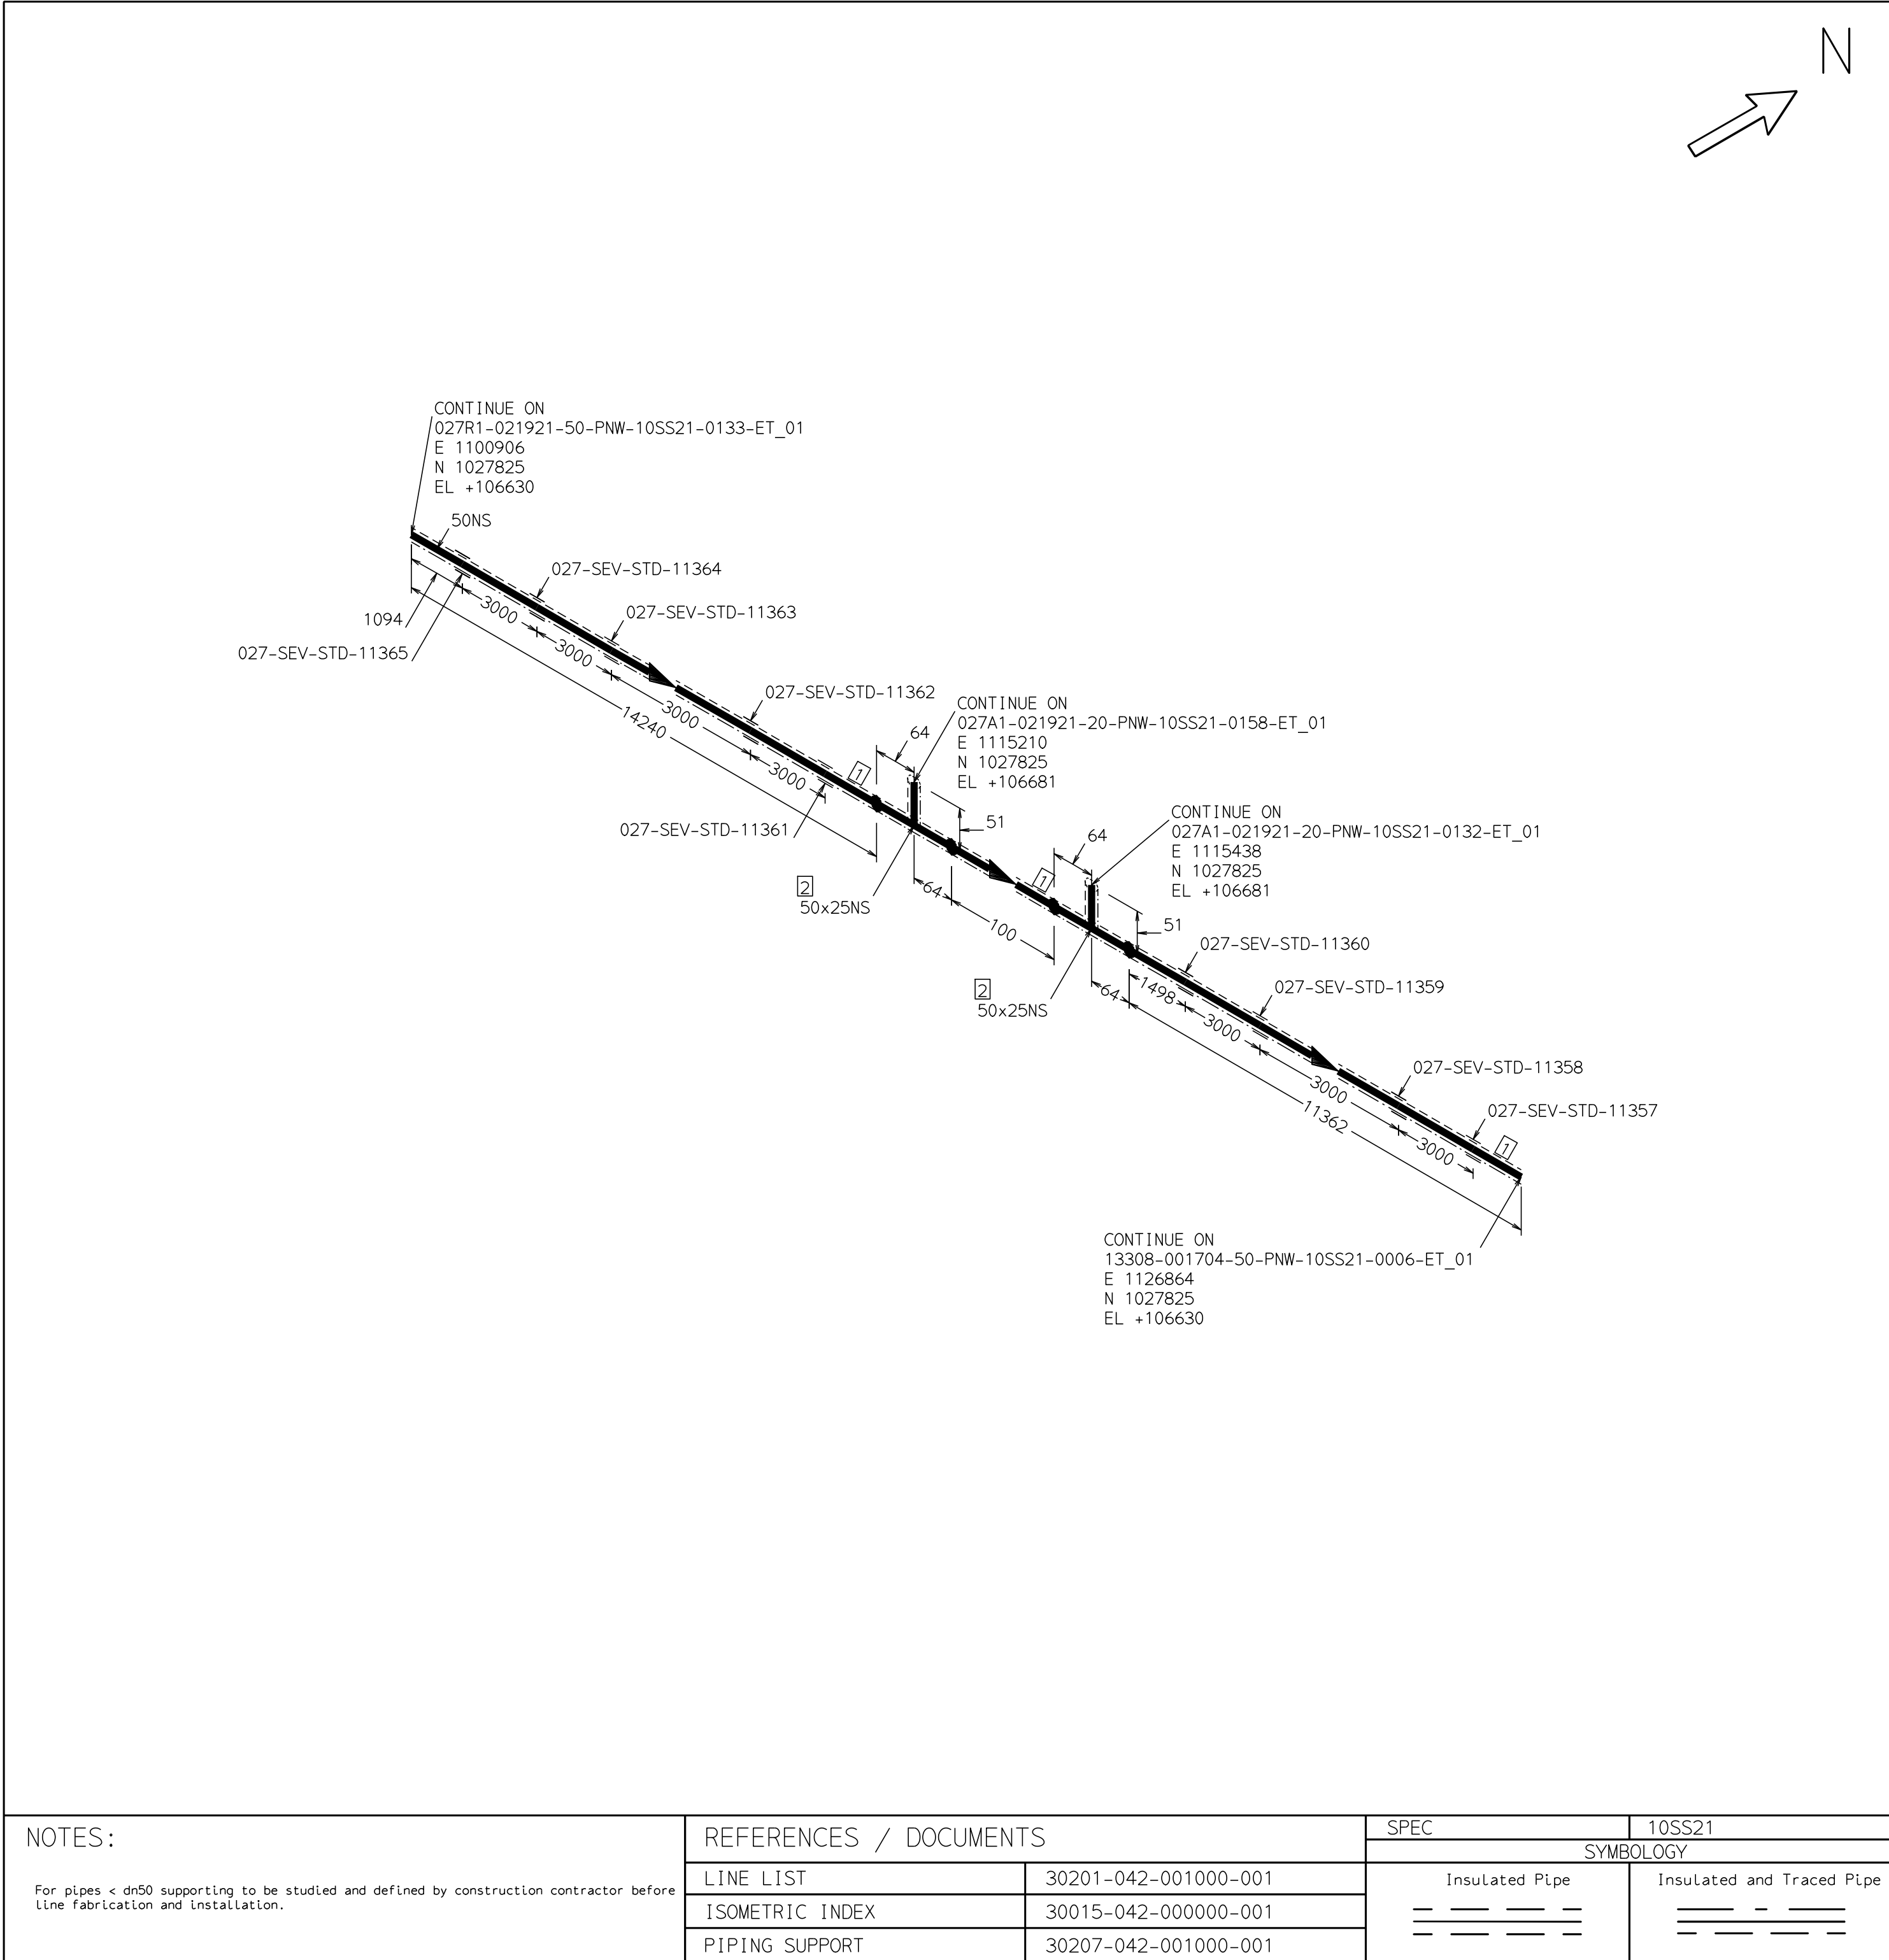 N
CONTINUE ON
027R1-021921-50-PNW-10SS21-0133-ET_01
E 1100906
N 1027825
EL +106630
50NS
027-SEV-STD-11364
027-SEV-STD-11363
1094
3000
3000
027-SEV-STD-11365
027-SEV-STD-11362
3000
14240
3000
CONTINUE ON
027A1-021921-20-PNW-10SS21-0158-ET_01
E 1115210
N 1027825
EL +106681
64
1
51
027-SEV-STD-11361
CONTINUE ON
027A1-021921-20-PNW-10SS21-0132-ET_01
E 1115438
N 1027825
EL +106681
64
1
2
50x25NS
64
100
51
027-SEV-STD-11360
027-SEV-STD-11359
2
50x25NS
64
1498
3000
3000
11362
3000
027-SEV-STD-11358
027-SEV-STD-11357
1
CONTINUE ON
13308-001704-50-PNW-10SS21-0006-ET_01
E 1126864
N 1027825
EL +106630
NOTES:
For pipes < dn50 supporting to be studied and defined by construction contractor before
line fabrication and installation.
REFERENCES / DOCUMENTS
LINE LIST 30201-042-001000-001
ISOMETRIC INDEX 30015-042-000000-001
PIPING SUPPORT 30207-042-001000-001
SPEC 10SS21
SYMBOLOGY
Insulated Pipe
Insulated and Traced Pipe